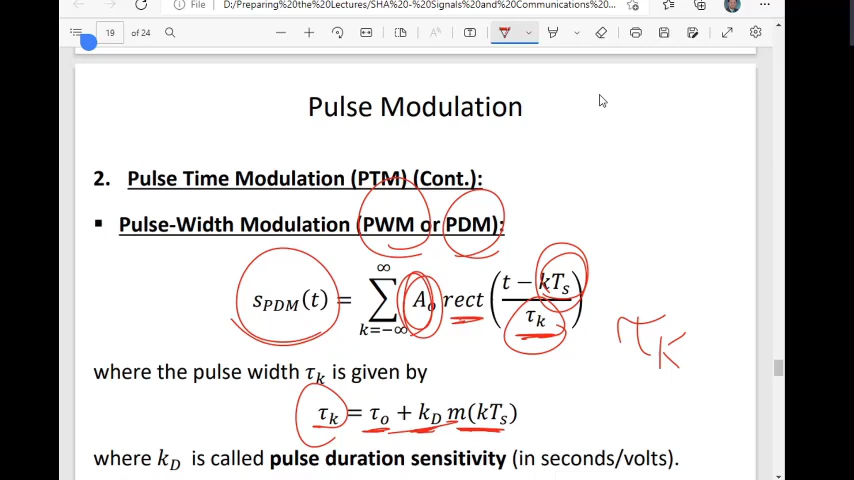 File D:/Preparing%20the%20Lectures/SHA%20-%20Signals%20and%20Communications%20...
19 of 24
Pulse Modulation
2. Pulse Time Modulation (PTM) (Cont.):
▪ Pulse-Width Modulation (PWM or PDM):
s_PDM(t) = ∑_{k=-∞}^{∞} A_o rect((t − kT_s)/τ_k)
τ_K
where the pulse width τ_k is given by
τ_k = τ_o + k_D m(kT_s)
where k_D is called pulse duration sensitivity (in seconds/volts).